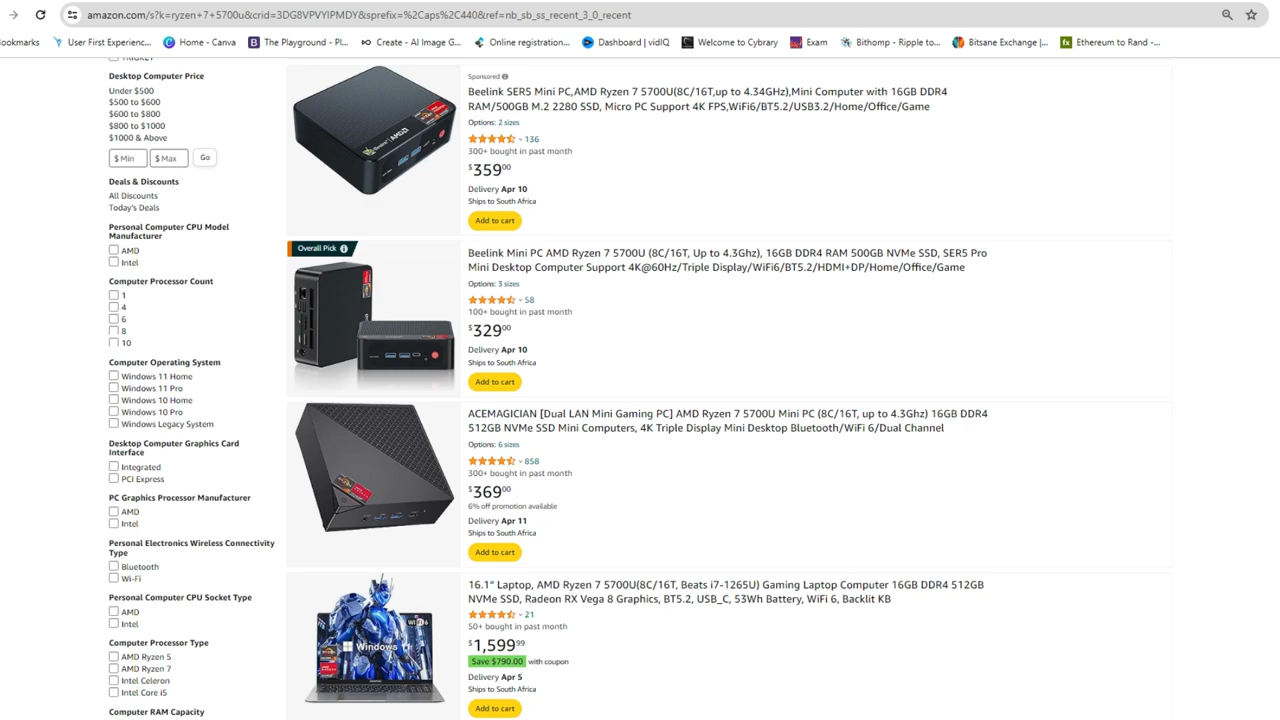 amazon.com/s?k=ryzen+7+5700u&crid=3DG8VPVYIPMDY&sprefix=%2Caps%2C440&ref=nb_sb_ss_recent_3_0_recent
ookmarks
User First Experienc...
Home - Canva
The Playground - Pl...
Create - AI Image G...
Online registration...
Dashboard | vidIQ
Welcome to Cybrary
Exam
Bithomp - Ripple to...
Bitsane Exchange |...
Ethereum to Rand -...
Desktop Computer Price
Under $500
$500 to $600
$600 to $800
$800 to $1000
$1000 & Above
$ Min $ Max Go
Deals & Discounts
All Discounts
Today's Deals
Personal Computer CPU Model
Manufacturer
AMD
Intel
Computer Processor Count
1
4
6
8
10
Computer Operating System
Windows 11 Home
Windows 11 Pro
Windows 10 Home
Windows 10 Pro
Windows Legacy System
Desktop Computer Graphics Card
Interface
Integrated
PCI Express
PC Graphics Processor Manufacturer
AMD
Intel
Personal Electronics Wireless Connectivity
Type
Bluetooth
Wi-Fi
Personal Computer CPU Socket Type
AMD
Intel
Computer Processor Type
AMD Ryzen 5
AMD Ryzen 7
Intel Celeron
Intel Core i5
Computer RAM Capacity
Sponsored
Beelink SER5 Mini PC,AMD Ryzen 7 5700U(8C/16T,up to 4.34GHz),Mini Computer with 16GB DDR4
RAM/500GB M.2 2280 SSD, Micro PC Support 4K FPS,WiFi6/BT5.2/USB3.2/Home/Office/Game
Options: 2 sizes
136
300+ bought in past month
$35900
Delivery Apr 10
Ships to South Africa
Add to cart
Overall Pick
Beelink Mini PC AMD Ryzen 7 5700U (8C/16T, Up to 4.3Ghz), 16GB DDR4 RAM 500GB NVMe SSD, SER5 Pro
Mini Desktop Computer Support 4K@60Hz/Triple Display/WiFi6/BT5.2/HDMI+DP/Home/Office/Game
Options: 3 sizes
58
100+ bought in past month
$32900
Delivery Apr 10
Ships to South Africa
Add to cart
ACEMAGICIAN [Dual LAN Mini Gaming PC] AMD Ryzen 7 5700U Mini PC (8C/16T, up to 4.3Ghz) 16GB DDR4
512GB NVMe SSD Mini Computers, 4K Triple Display Mini Desktop Bluetooth/WiFi 6/Dual Channel
Options: 6 sizes
858
300+ bought in past month
$36900
6% off promotion available
Delivery Apr 11
Ships to South Africa
Add to cart
16.1“ Laptop, AMD Ryzen 7 5700U(8C/16T, Beats i7-1265U) Gaming Laptop Computer 16GB DDR4 512GB
NVMe SSD, Radeon RX Vega 8 Graphics, BT5.2, USB_C, 53Wh Battery, WiFi 6, Backlit KB
21
50+ bought in past month
$1,59999
Save $790.00 with coupon
Delivery Apr 5
Ships to South Africa
Add to cart
Windows 11